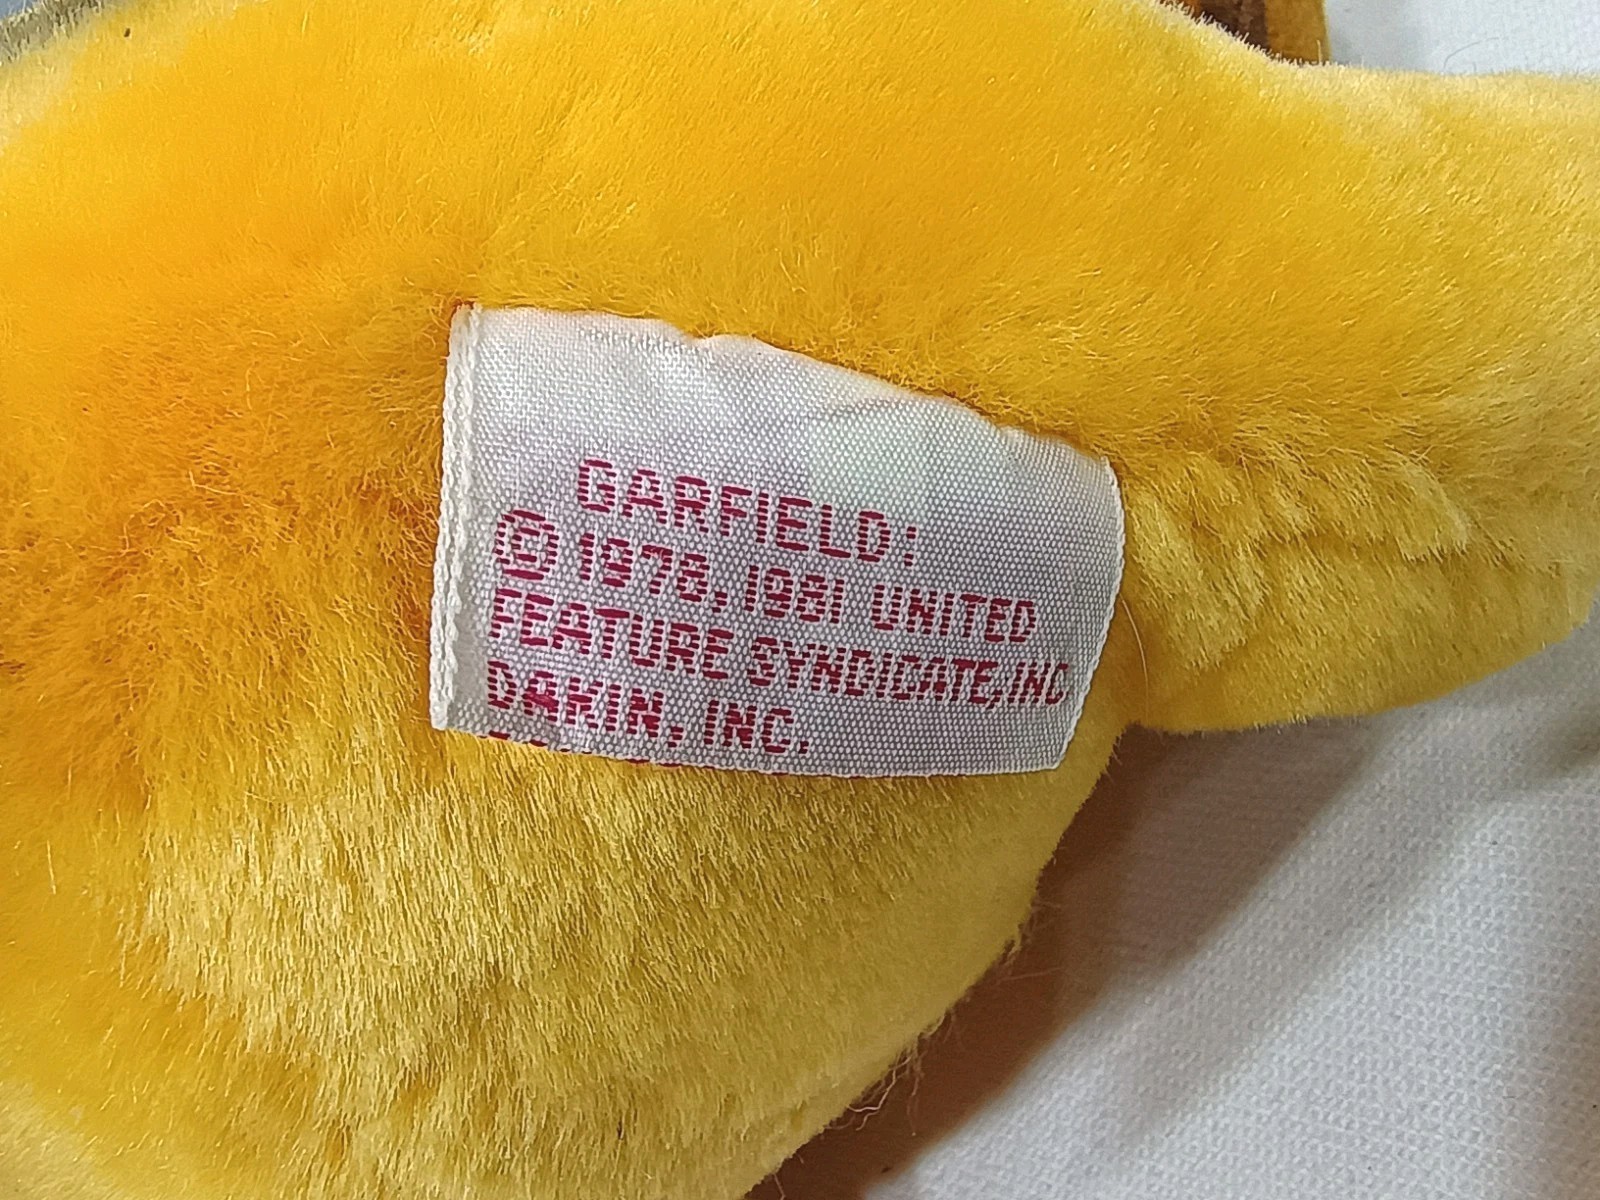 GARFIELD:
© 1978, 1981 UNITED
FEATURE SYNDICATE, INC
DAKIN, INC.